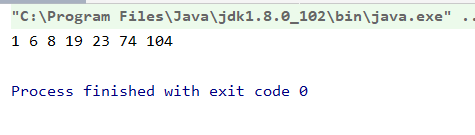 "C:\Program Files\Java\jdk1.8.0_102\bin\java.exe" ..
1 6 8 19 23 74 104
Process finished with exit code 0